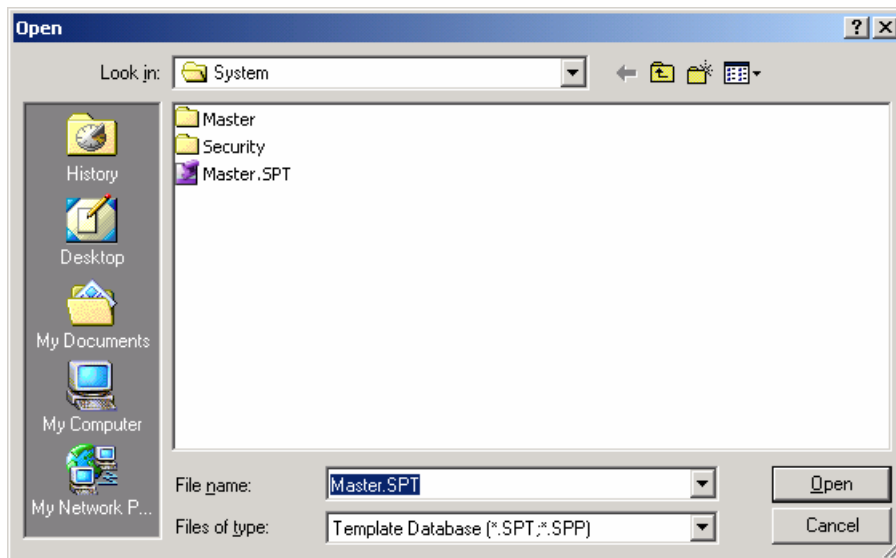 Open
Look in: System
Master
Security
Master.SPT
History
Desktop
My Documents
My Computer
My Network P...
File name: Master.SPT Open
Files of type: Template Database (*.SPT;*.SPP) Cancel